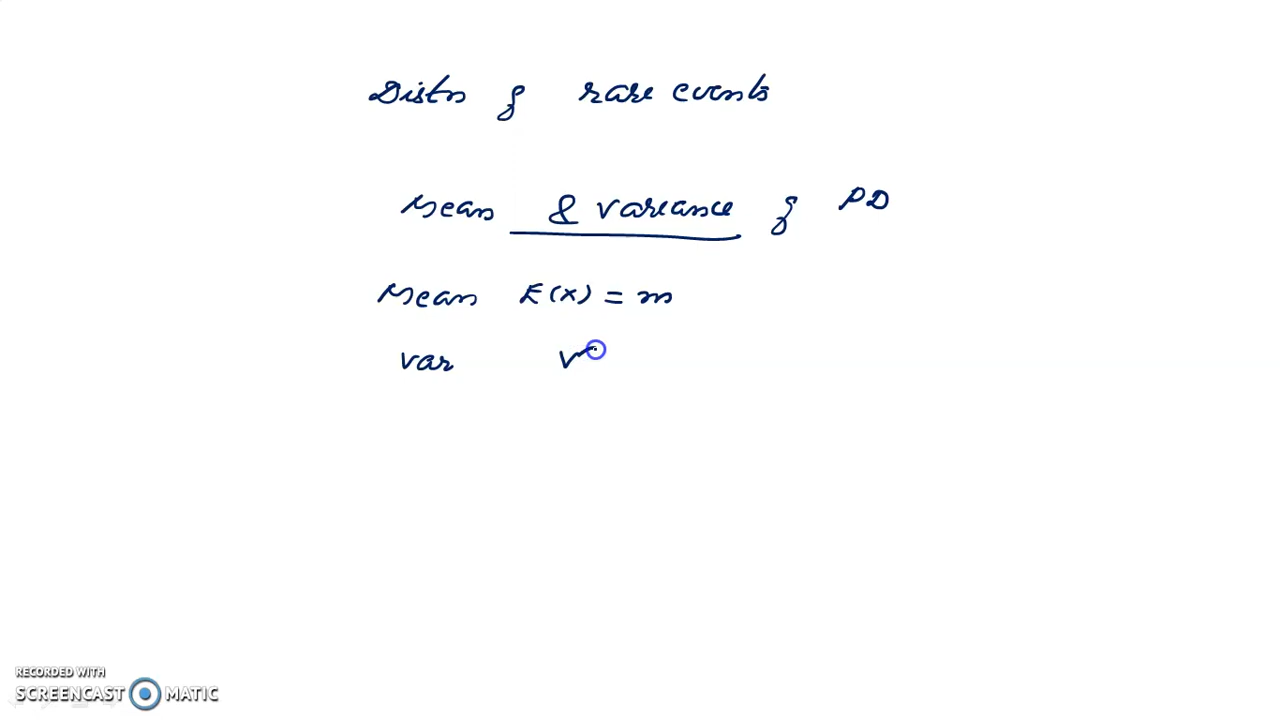 Distn of rare events
Mean & variance of PD
Mean E(X) = m
var V
RECORDED WITH
SCREENCAST MATIC